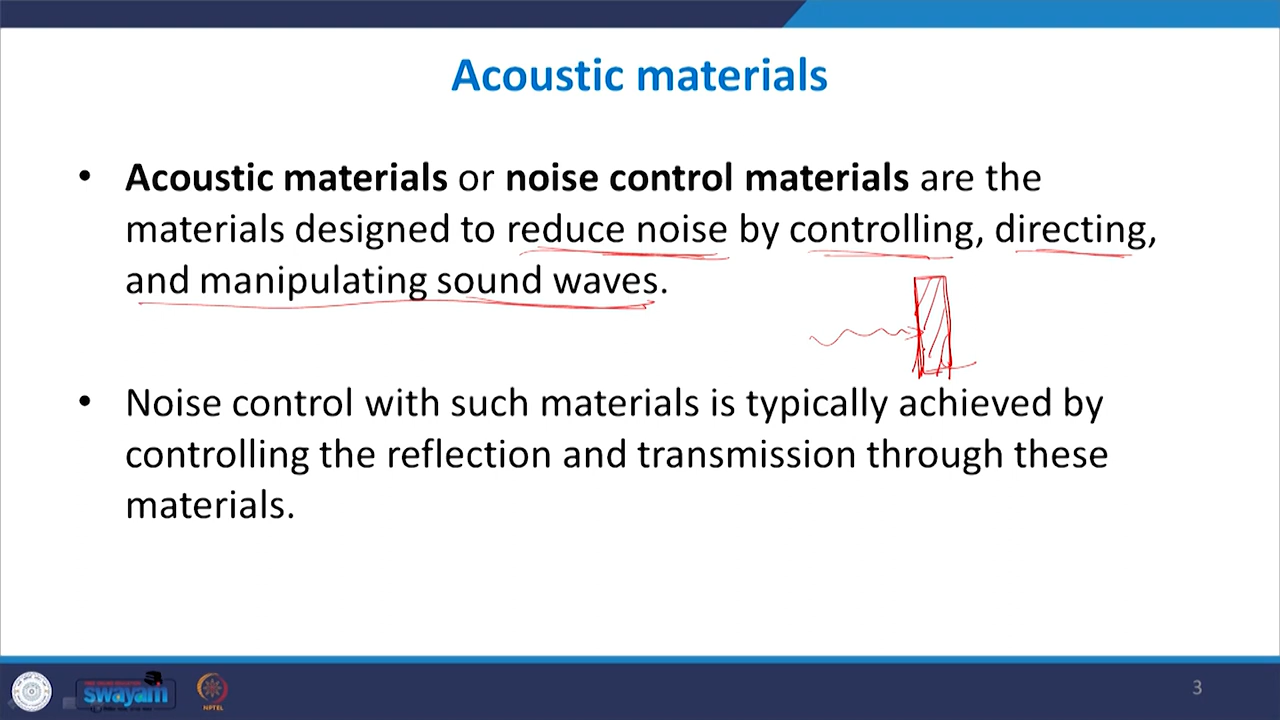 Acoustic materials
• Acoustic materials or noise control materials are the
materials designed to reduce noise by controlling, directing,
and manipulating sound waves.
• Noise control with such materials is typically achieved by
controlling the reflection and transmission through these
materials.
swayam
NPTEL
3